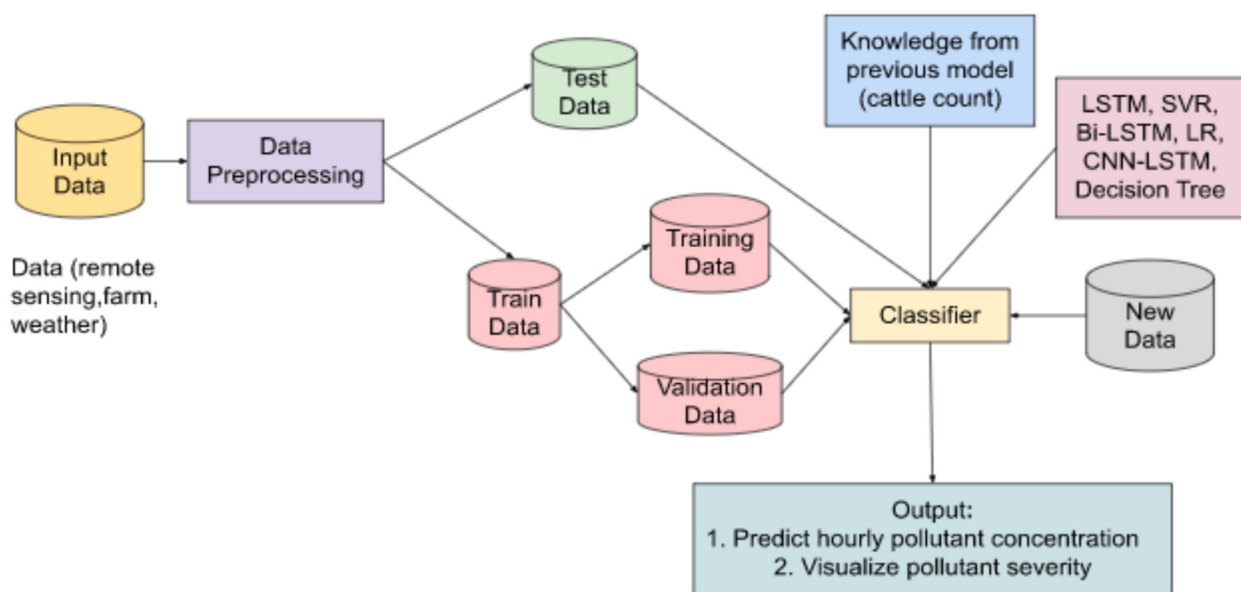 Input
Data
Data (remote
sensing,farm,
weather)
Data
Preprocessing
Test
Data
Train
Data
Training
Data
Validation
Data
Knowledge from
previous model
(cattle count)
LSTM, SVR,
Bi-LSTM, LR,
CNN-LSTM,
Decision Tree
Classifier
New
Data
Output:
1. Predict hourly pollutant concentration
2. Visualize pollutant severity